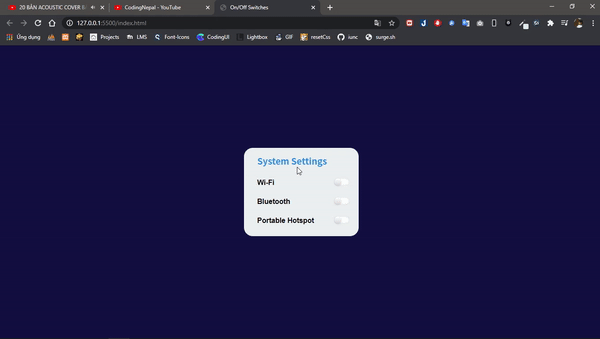 20 BẢN ACOUSTIC COVER
CodingNepal - YouTube
On/Off Switches
127.0.0.1:5500/index.html
Ứng dụng
Projects
LMS
Font-Icons
CodingUI
Lightbox
GIF
resetCss
iunc
surge.sh
System Settings
Wi-Fi
Bluetooth
Portable Hotspot